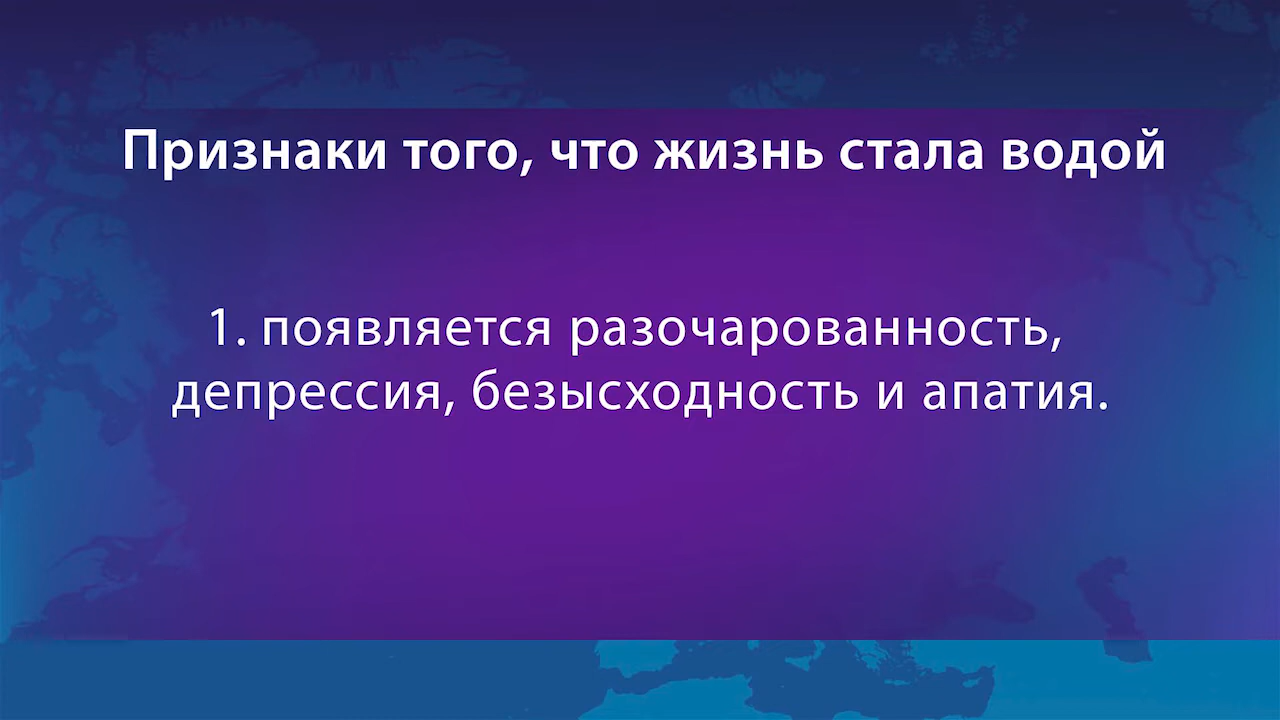 Признаки того, что жизнь стала водой
1. появляется разочарованность,
депрессия, безысходность и апатия.